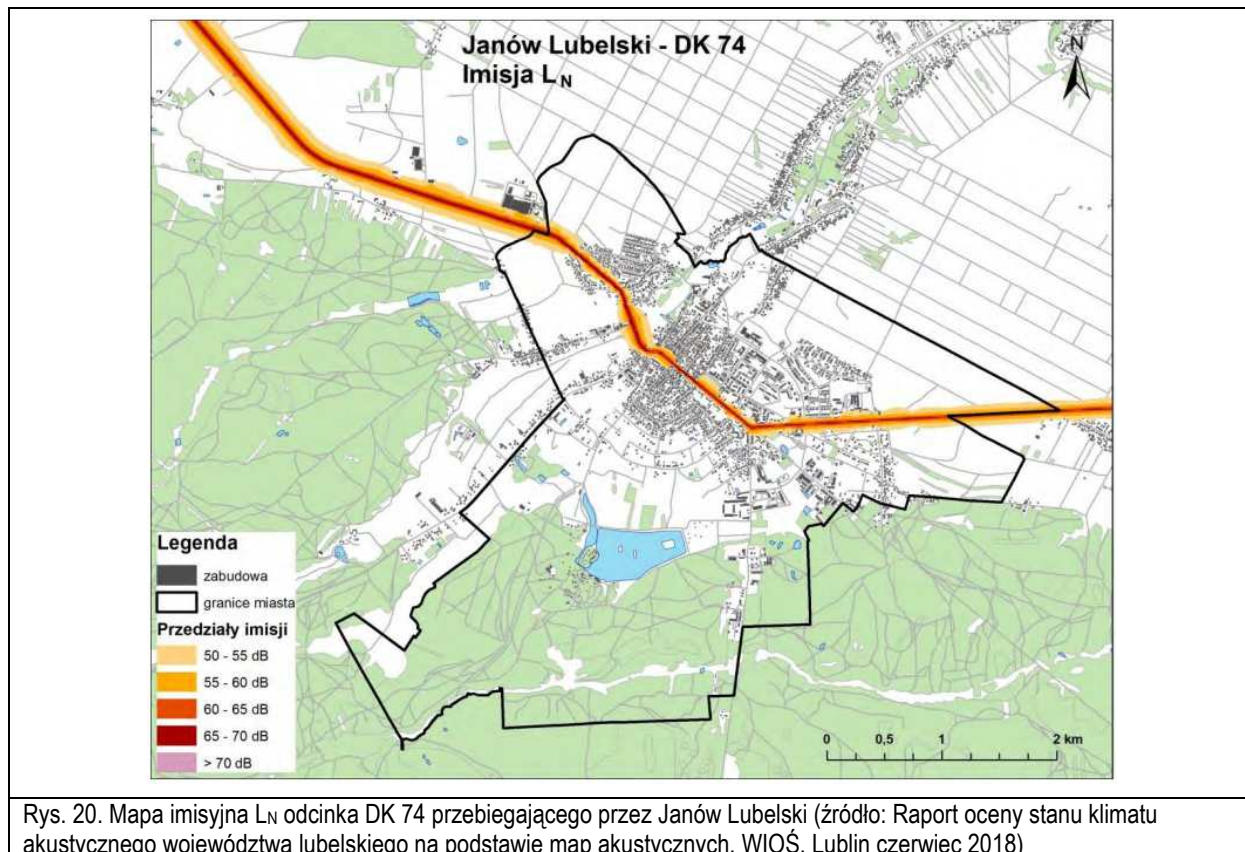 Janów Lubelski - DK 74
Imisja LN
N
Legenda
zabudowa
granice miasta
Przedziały imisji
50 - 55 dB
55 - 60 dB
60 - 65 dB
65 - 70 dB
> 70 dB
0 0,5 1 2 km
Rys. 20. Mapa imisyjna LN odcinka DK 74 przebiegającego przez Janów Lubelski (źródło: Raport oceny stanu klimatu
akustycznego województwa lubelskiego na podstawie map akustycznych, WIOŚ, Lublin czerwiec 2018)